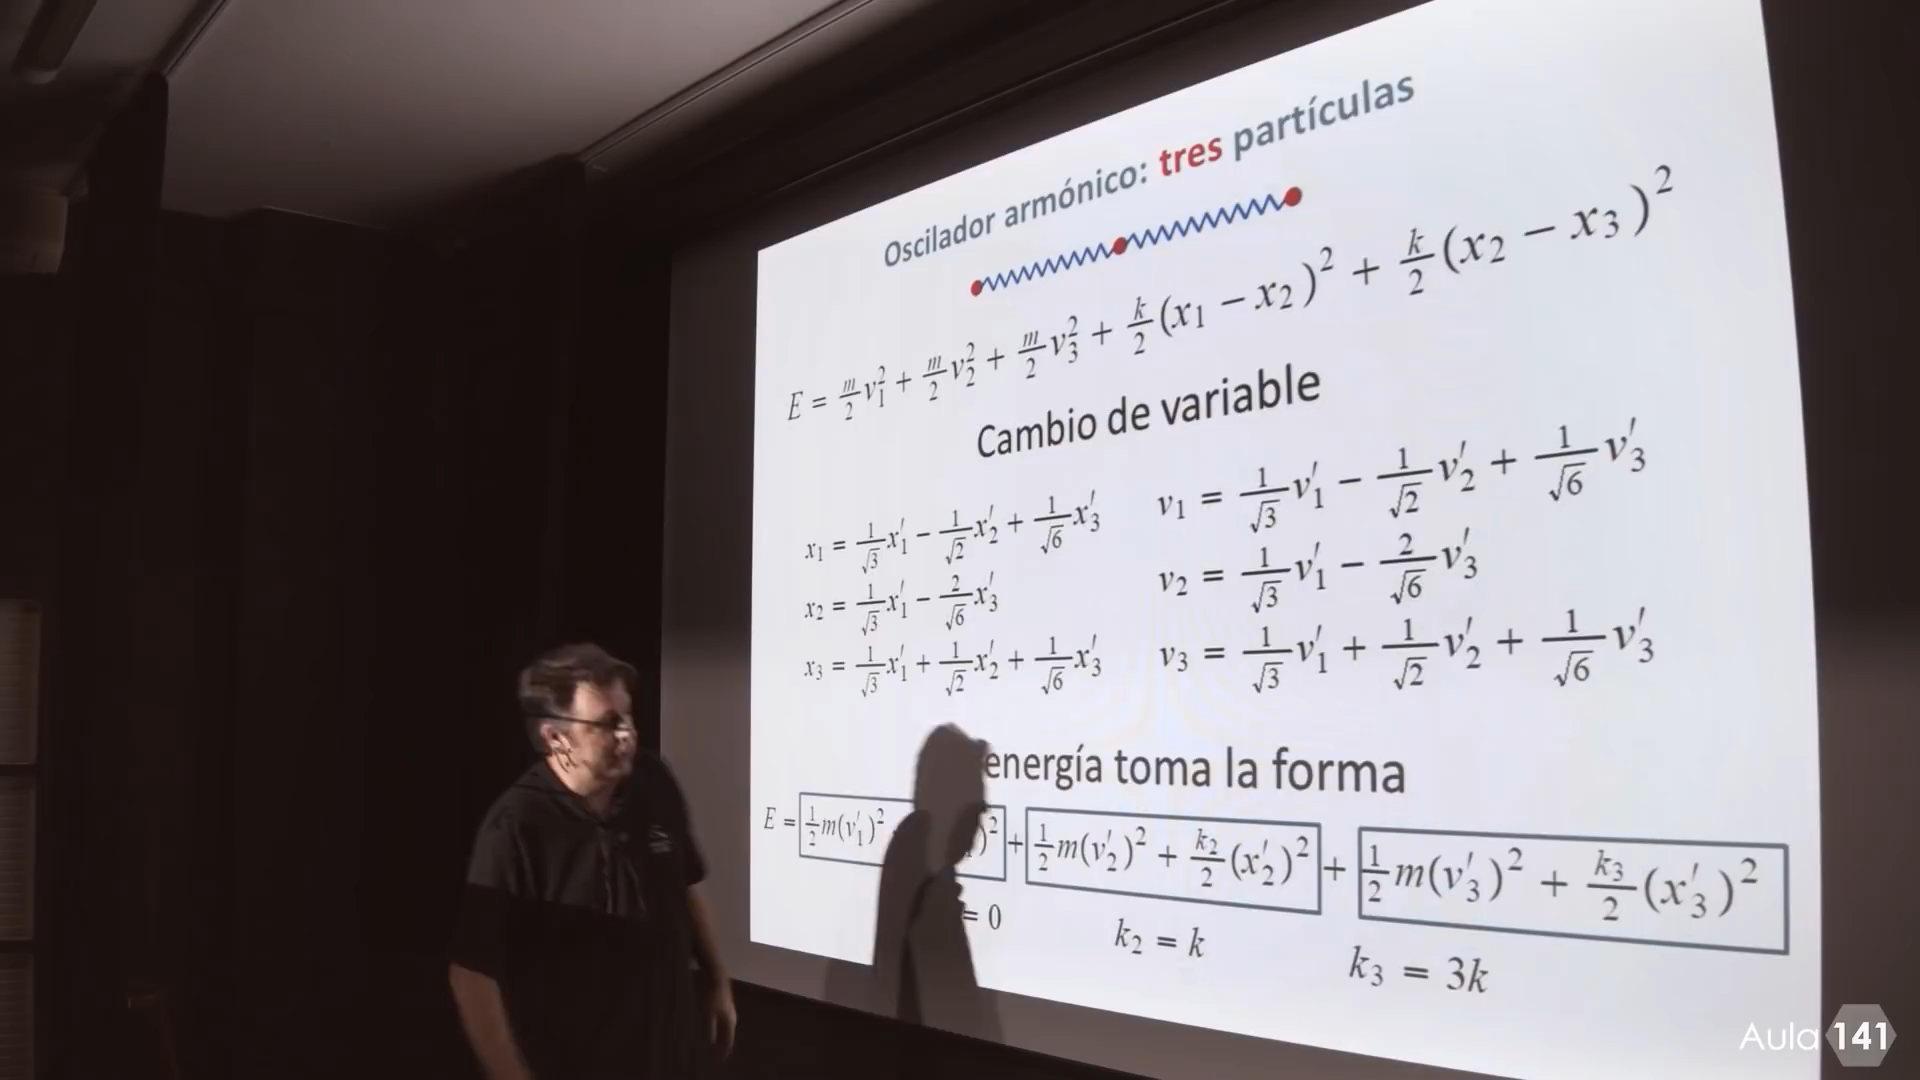 Oscilador armónico: tres partículas
E = m/2 v₁² + m/2 v₂² + m/2 v₃² + k/2 (x₁ − x₂)² + k/2 (x₂ − x₃)²
Cambio de variable
x₁ = 1/√3 x′₁ − 1/√2 x′₂ + 1/√6 x′₃
x₂ = 1/√3 x′₁ − 2/√6 x′₃
x₃ = 1/√3 x′₁ + 1/√2 x′₂ + 1/√6 x′₃
v₁ = 1/√3 v′₁ − 1/√2 v′₂ + 1/√6 v′₃
v₂ = 1/√3 v′₁ − 2/√6 v′₃
v₃ = 1/√3 v′₁ + 1/√2 v′₂ + 1/√6 v′₃
energía toma la forma
E = 1/2 m(v′₁)² )² + 1/2 m(v′₂)² + k₂/2 (x′₂)² + 1/2 m(v′₃)² + k₃/2 (x′₃)²
= 0
k₂ = k
k₃ = 3k
Aula 141